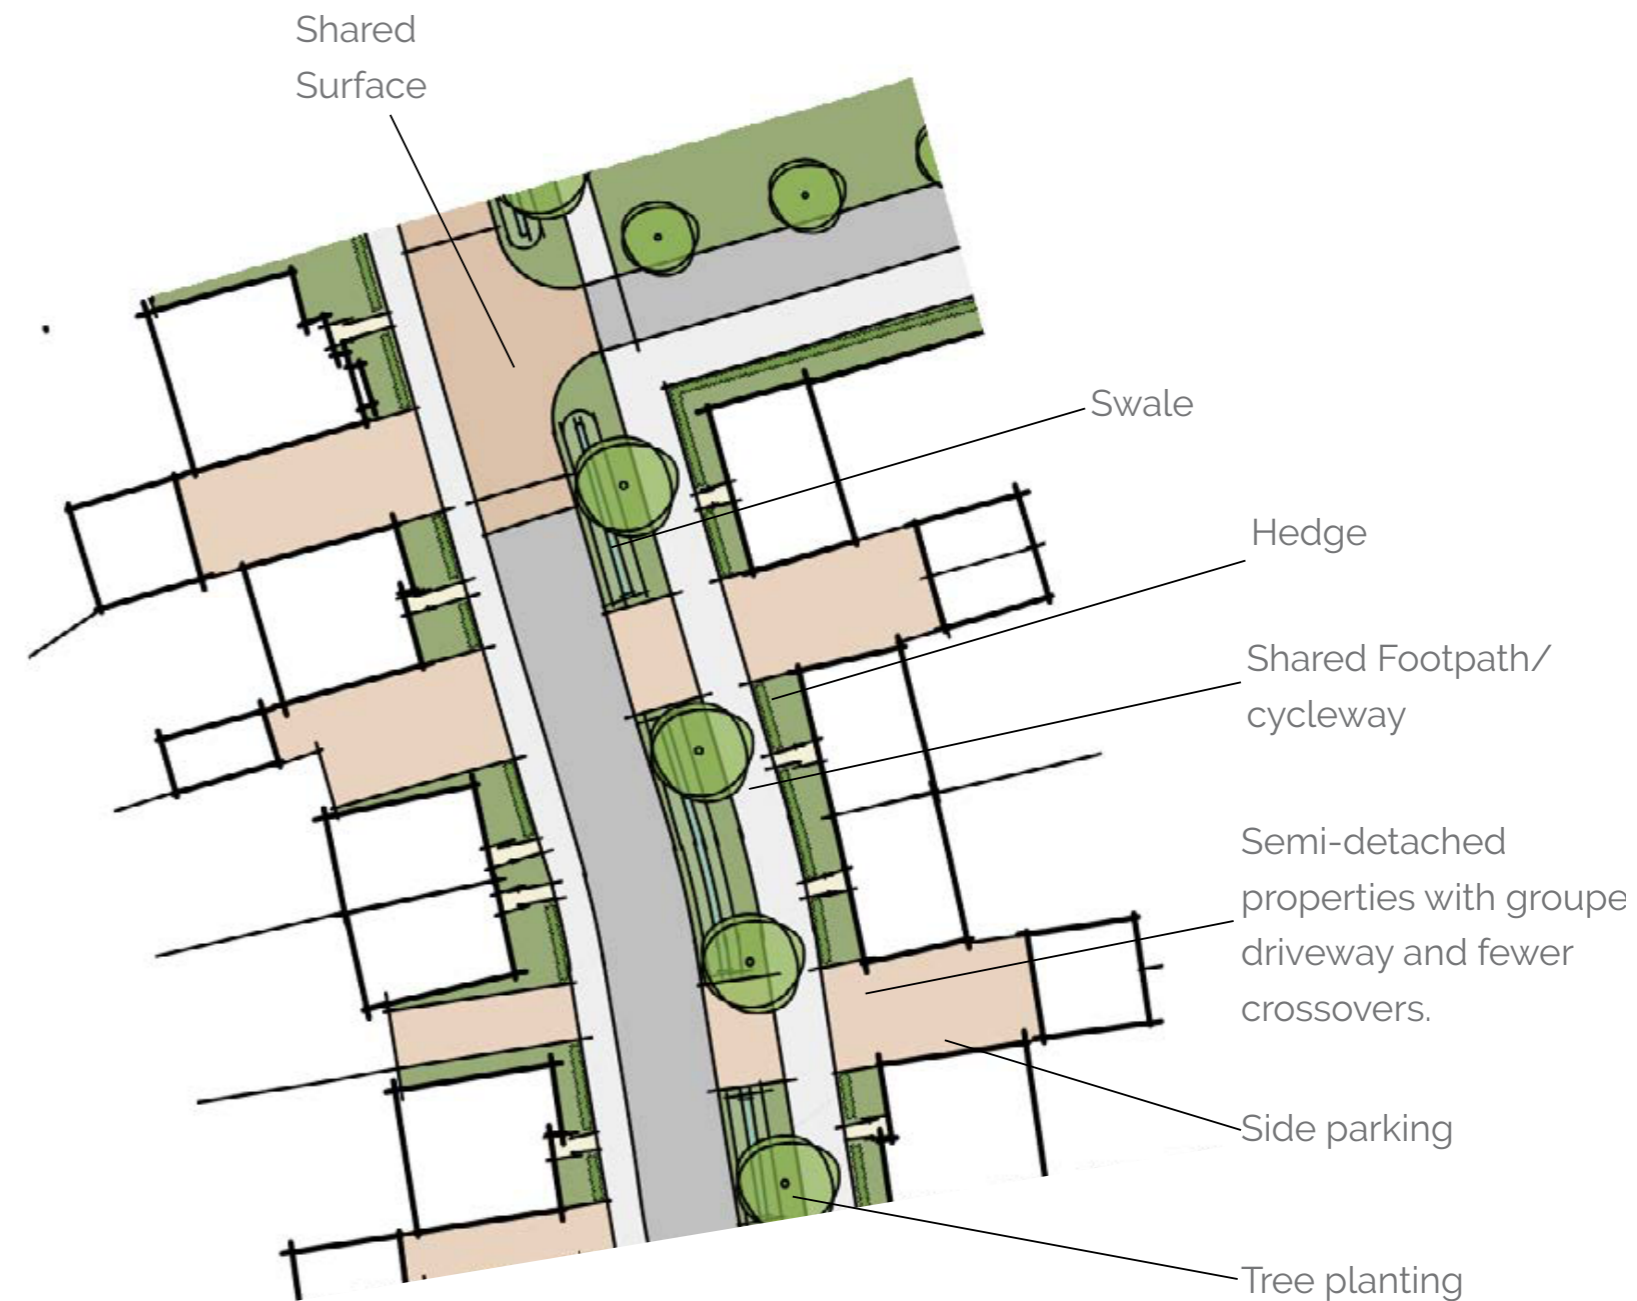 Shared
Surface
Swale
Hedge
Shared Footpath/
cycleway
Semi-detached
properties with groupe
driveway and fewer
crossovers.
Side parking
Tree planting